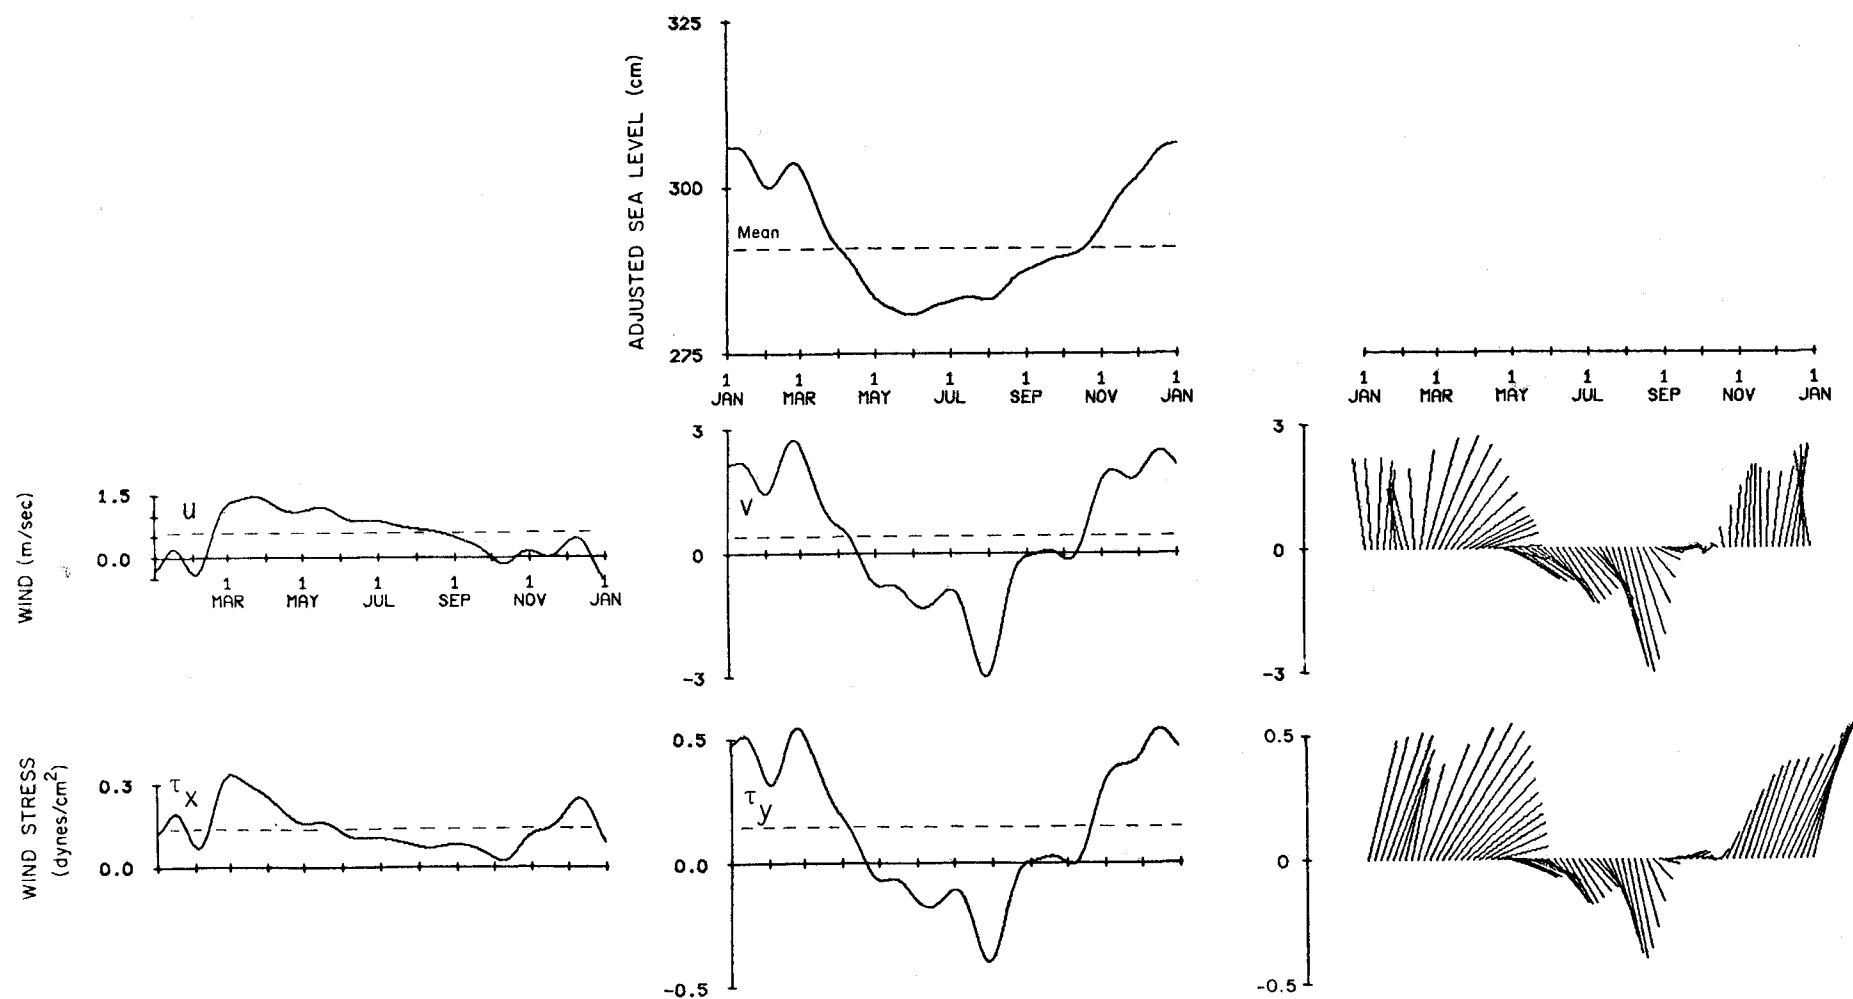 325
300
275
ADJUSTED SEA LEVEL (cm)
Mean
1 1 1 1 1 1 1
JAN MAR MAY JUL SEP NOV JAN
1 1 1 1 1 1 1
JAN MAR MAY JUL SEP NOV JAN
WIND (m/sec)
1.5
0.0
u
1 1 1 1 1 1
MAR MAY JUL SEP NOV JAN
3
0
-3
v
3
0
-3
WIND STRESS
(dynes/cm²)
0.3
0.0
τx
0.5
0.0
-0.5
τy
0.5
0
-0.5